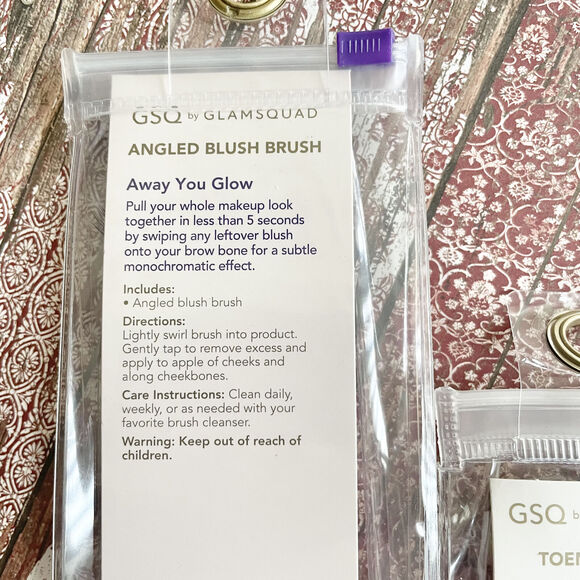 GSQ by GLAMSQUAD
ANGLED BLUSH BRUSH
Away You Glow
Pull your whole makeup look
together in less than 5 seconds
by swiping any leftover blush
onto your brow bone for a subtle
monochromatic effect.
Includes:
• Angled blush brush
Directions:
Lightly swirl brush into product.
Gently tap to remove excess and
apply to apple of cheeks and
along cheekbones.
Care Instructions: Clean daily,
weekly, or as needed with your
favorite brush cleanser.
Warning: Keep out of reach of
children.
GSQ